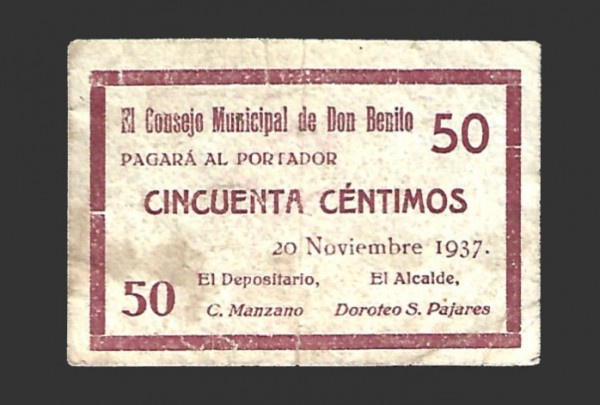 El Consejo Municipal de Don Benito 50
PAGARÁ AL PORTADOR
CINCUENTA CÉNTIMOS
20 Noviembre 1937.
El Depositario, El Alcalde,
50 C. Manzano Doroteo S. Pajares